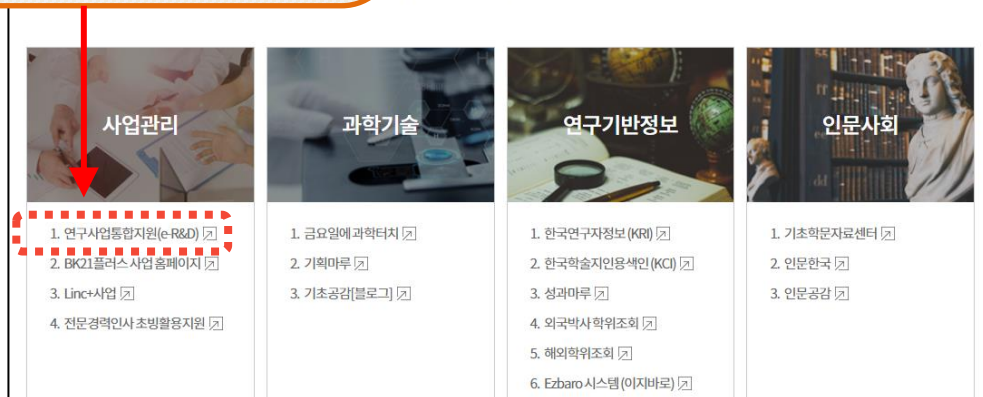 사업관리
1. 연구사업통합지원(e-R&D)
2. BK21플러스 사업 홈페이지
3. Linc+사업
4. 전문경력인사 초빙활용지원
과학기술
1. 금요일에 과학터치
2. 기획마루
3. 기초공감[블로그]
연구기반정보
1. 한국연구자정보(KRI)
2. 한국학술지인용색인(KCI)
3. 성과마루
4. 외국박사 학위조회
5. 해외학위조회
6. Ezbaro 시스템(이지바로)
인문사회
1. 기초학문자료센터
2. 인문한국
3. 인문공감